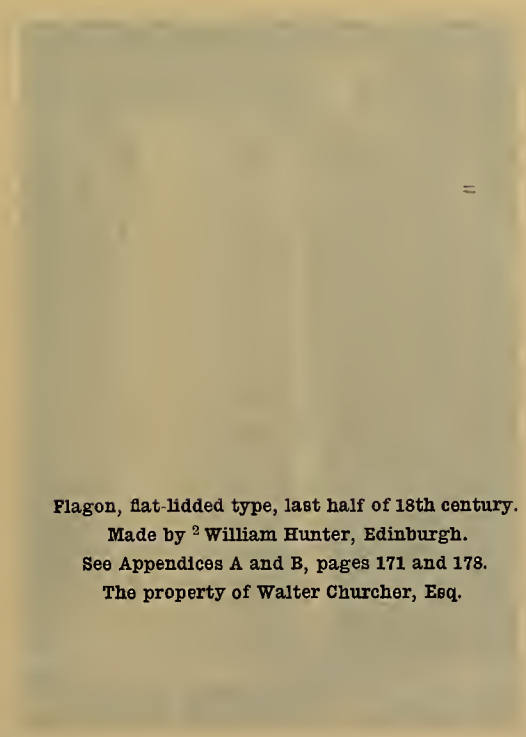 Flagon, flat-lidded type, last half of 18th century.
Made by ² William Hunter, Edinburgh.
See Appendices A and B, pages 171 and 178.
The property of Walter Churcher, Esq.